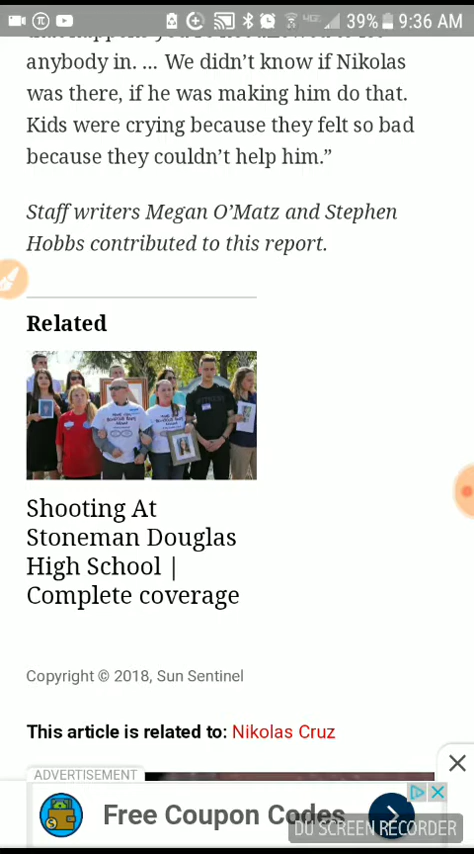 39% 9:36 AM
anybody in. ... We didn’t know if Nikolas
was there, if he was making him do that.
Kids were crying because they felt so bad
because they couldn’t help him.”
Staff writers Megan O’Matz and Stephen
Hobbs contributed to this report.
Related
Shooting At
Stoneman Douglas
High School |
Complete coverage
Copyright © 2018, Sun Sentinel
This article is related to: Nikolas Cruz
ADVERTISEMENT
Free Coupon Codes
DU SCREEN RECORDER